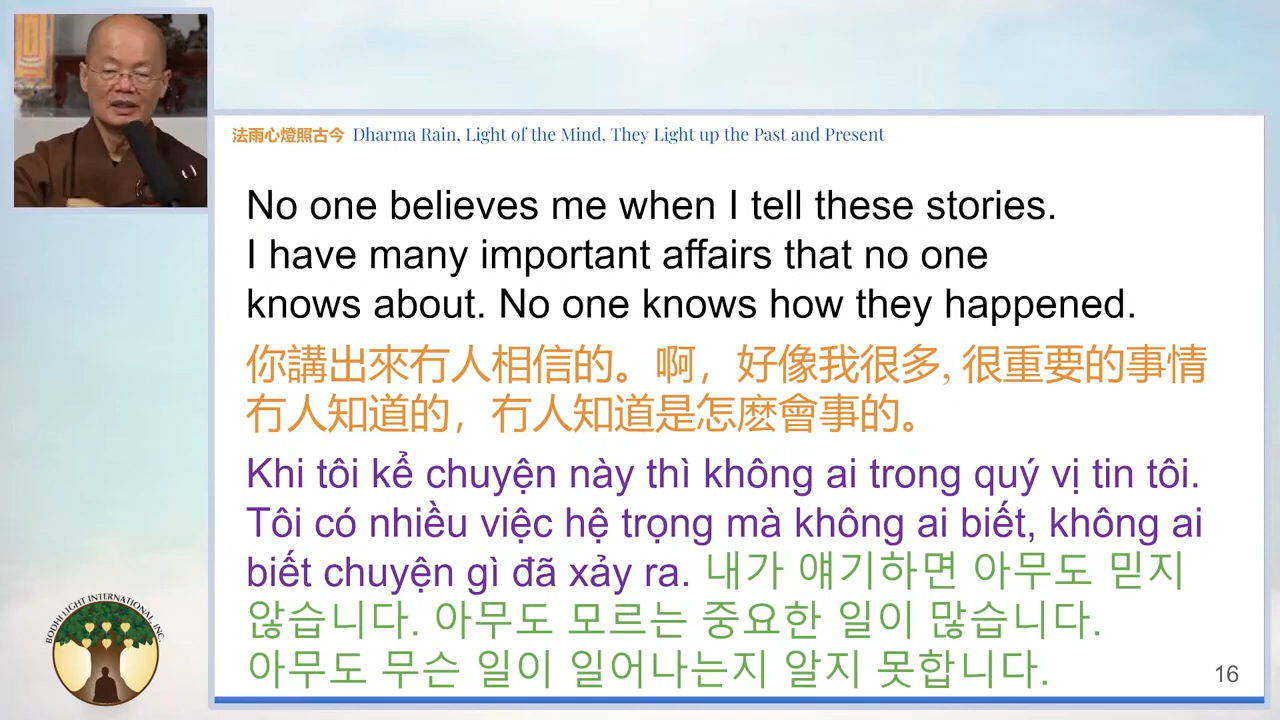 法雨心燈照古今 Dharma Rain, Light of the Mind, They Light up the Past and Present
No one believes me when I tell these stories.
I have many important affairs that no one
knows about. No one knows how they happened.
你講出來冇人相信的。啊，好像我很多, 很重要的事情
冇人知道的，冇人知道是怎麽會事的。
Khi tôi kể chuyện này thì không ai trong quý vị tin tôi.
Tôi có nhiều việc hệ trọng mà không ai biết, không ai
biết chuyện gì đã xảy ra. 내가 얘기하면 아무도 믿지
않습니다. 아무도 모르는 중요한 일이 많습니다.
아무도 무슨 일이 일어나는지 알지 못합니다.
16
BODHI LIGHT INTERNATIONAL, INC.